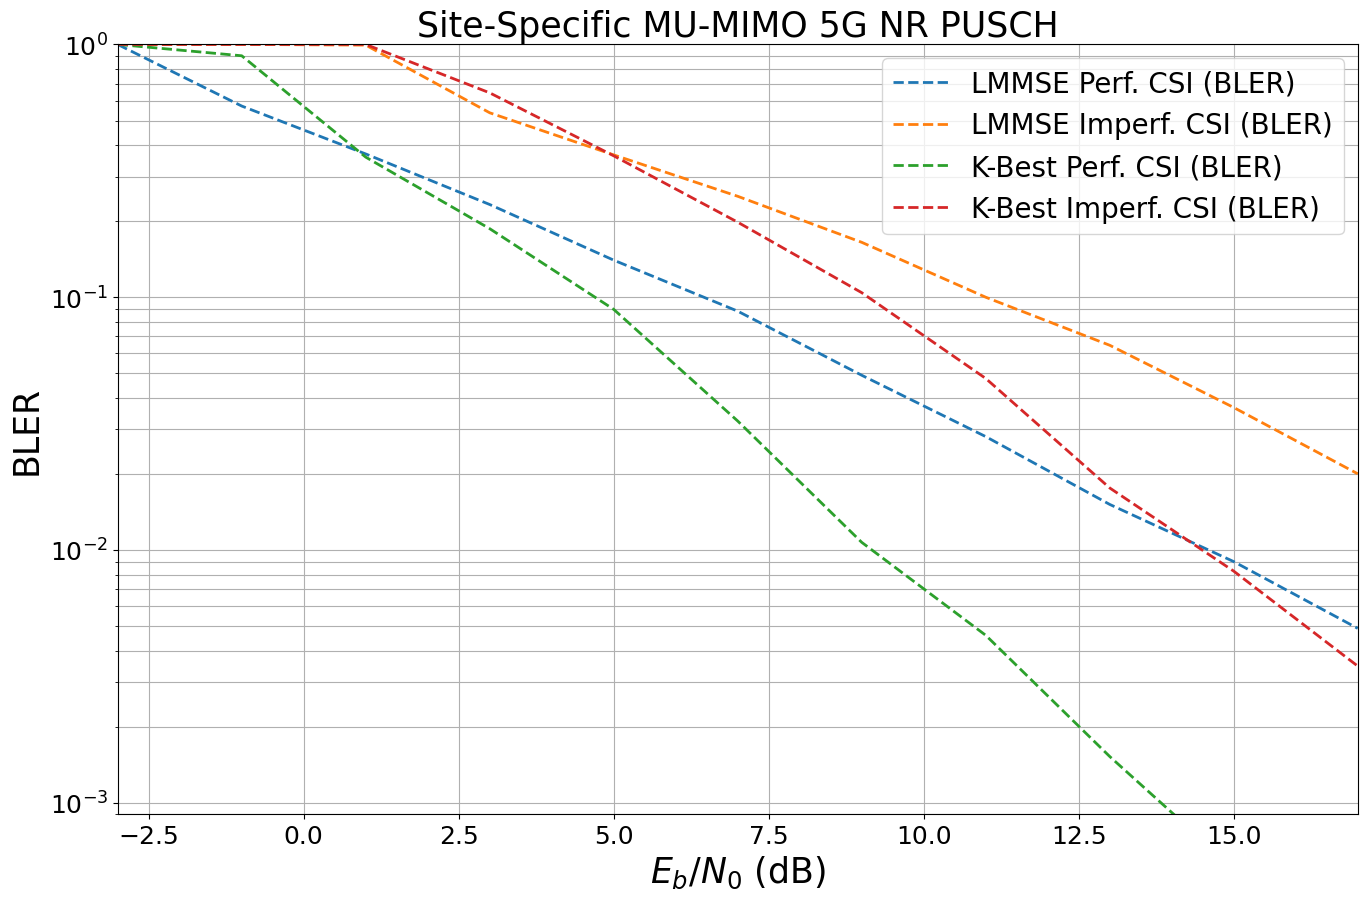 Site-Specific MU-MIMO 5G NR PUSCH
10⁰
10⁻¹
10⁻²
10⁻³
BLER
LMMSE Perf. CSI (BLER)
LMMSE Imperf. CSI (BLER)
K-Best Perf. CSI (BLER)
K-Best Imperf. CSI (BLER)
−2.5 0.0 2.5 5.0 7.5 10.0 12.5 15.0
E_b/N_0 (dB)